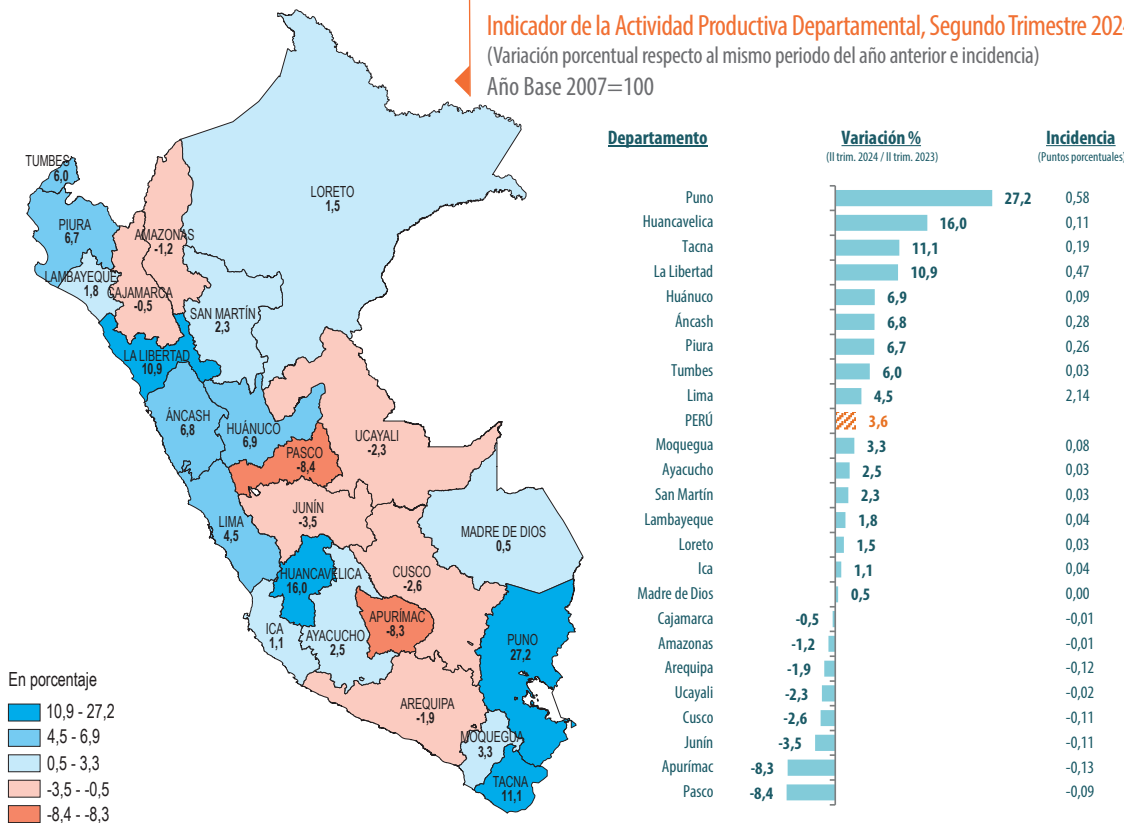 Indicador de la Actividad Productiva Departamental, Segundo Trimestre 2024
(Variación porcentual respecto al mismo periodo del año anterior e incidencia)
Año Base 2007=100
TUMBES
6,0
PIURA
6,7
LAMBAYEQUE
1,8
AMAZONAS
-1,2
CAJAMARCA
-0,5
LORETO
1,5
SAN MARTÍN
2,3
LA LIBERTAD
10,9
ÁNCASH
6,8
HUÁNUCO
6,9
UCAYALI
-2,3
PASCO
-8,4
JUNÍN
-3,5
LIMA
4,5
MADRE DE DIOS
0,5
HUANCAVELICA
16,0
CUSCO
-2,6
APURÍMAC
-8,3
ICA
1,1
AYACUCHO
2,5
PUNO
27,2
AREQUIPA
-1,9
MOQUEGUA
3,3
TACNA
11,1
En porcentaje
10,9 - 27,2
4,5 - 6,9
0,5 - 3,3
-3,5 - -0,5
-8,4 - -8,3
Departamento Variación % Incidencia
(II trim. 2024 / II trim. 2023) (Puntos porcentuales)
Puno 27,2 0,58
Huancavelica 16,0 0,11
Tacna 11,1 0,19
La Libertad 10,9 0,47
Huánuco 6,9 0,09
Áncash 6,8 0,28
Piura 6,7 0,26
Tumbes 6,0 0,03
Lima 4,5 2,14
PERÚ 3,6
Moquegua 3,3 0,08
Ayacucho 2,5 0,03
San Martín 2,3 0,03
Lambayeque 1,8 0,04
Loreto 1,5 0,03
Ica 1,1 0,04
Madre de Dios 0,5 0,00
Cajamarca -0,5 -0,01
Amazonas -1,2 -0,01
Arequipa -1,9 -0,12
Ucayali -2,3 -0,02
Cusco -2,6 -0,11
Junín -3,5 -0,11
Apurímac -8,3 -0,13
Pasco -8,4 -0,09